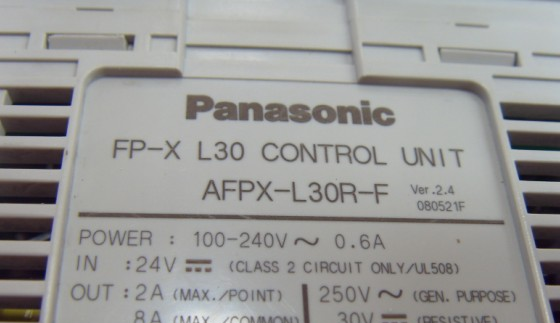 Panasonic
FP-X L30 CONTROL UNIT
AFPX-L30R-F Ver.2.4
080521F
POWER : 100-240V ~ 0.6A
IN : 24V ⎓ (CLASS 2 CIRCUIT ONLY/UL508)
OUT : 2A (MAX./POINT) 250V ~ (GEN. PURPOSE)
8A (MAX./COMMON) 30V ⎓ (RESISTIVE)